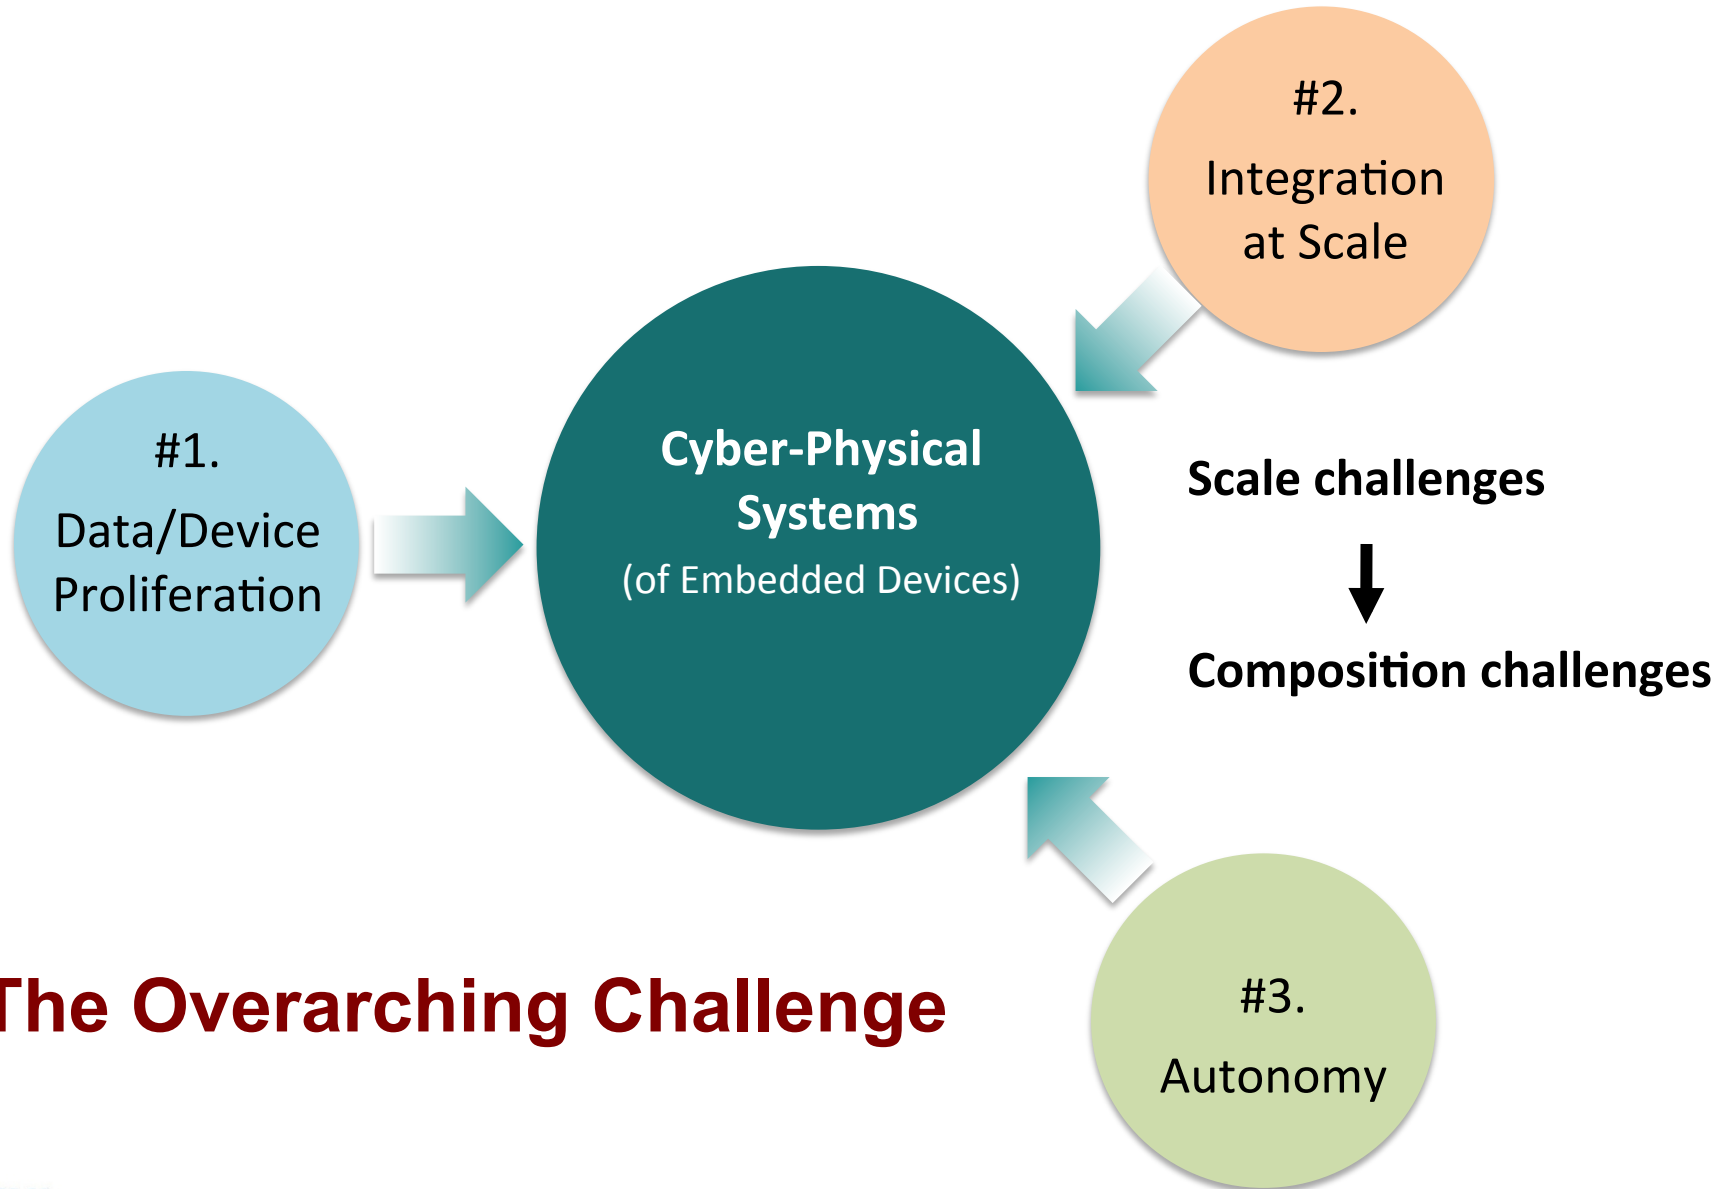 #1.
Data/Device
Proliferation
Cyber-Physical
Systems
(of Embedded Devices)
#2.
Integration
at Scale
Scale challenges
Composition challenges
The Overarching Challenge
#3.
Autonomy